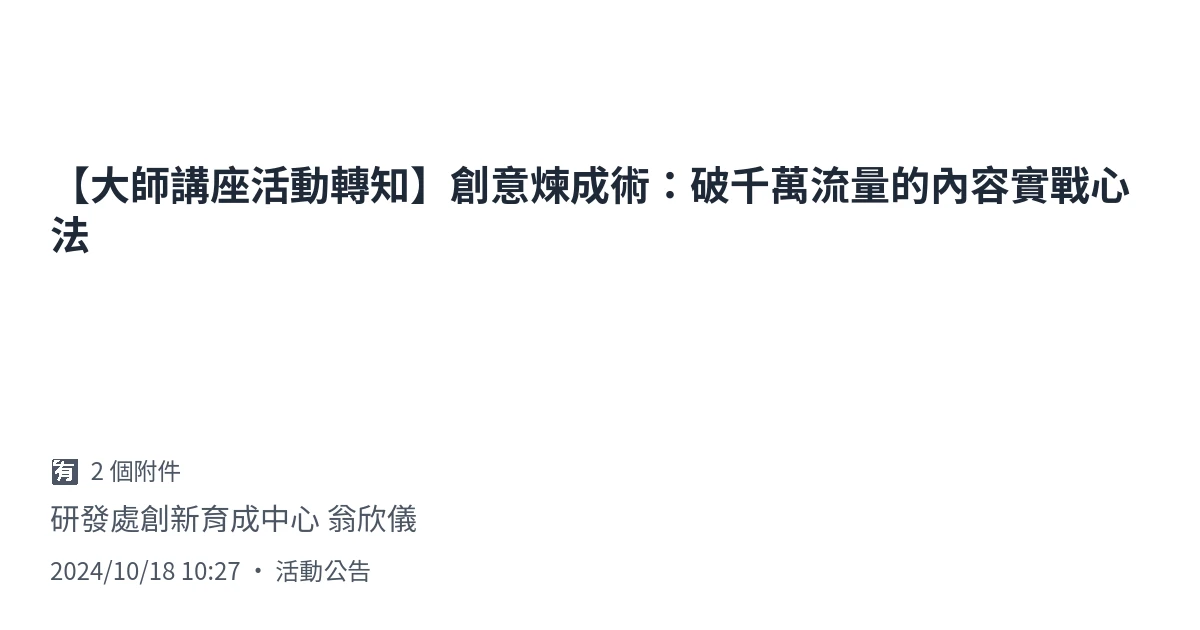 【大師講座活動轉知】創意煉成術：破千萬流量的內容實戰心
法
有 2 個附件
研發處創新育成中心 翁欣儀
2024/10/18 10:27 ・ 活動公告